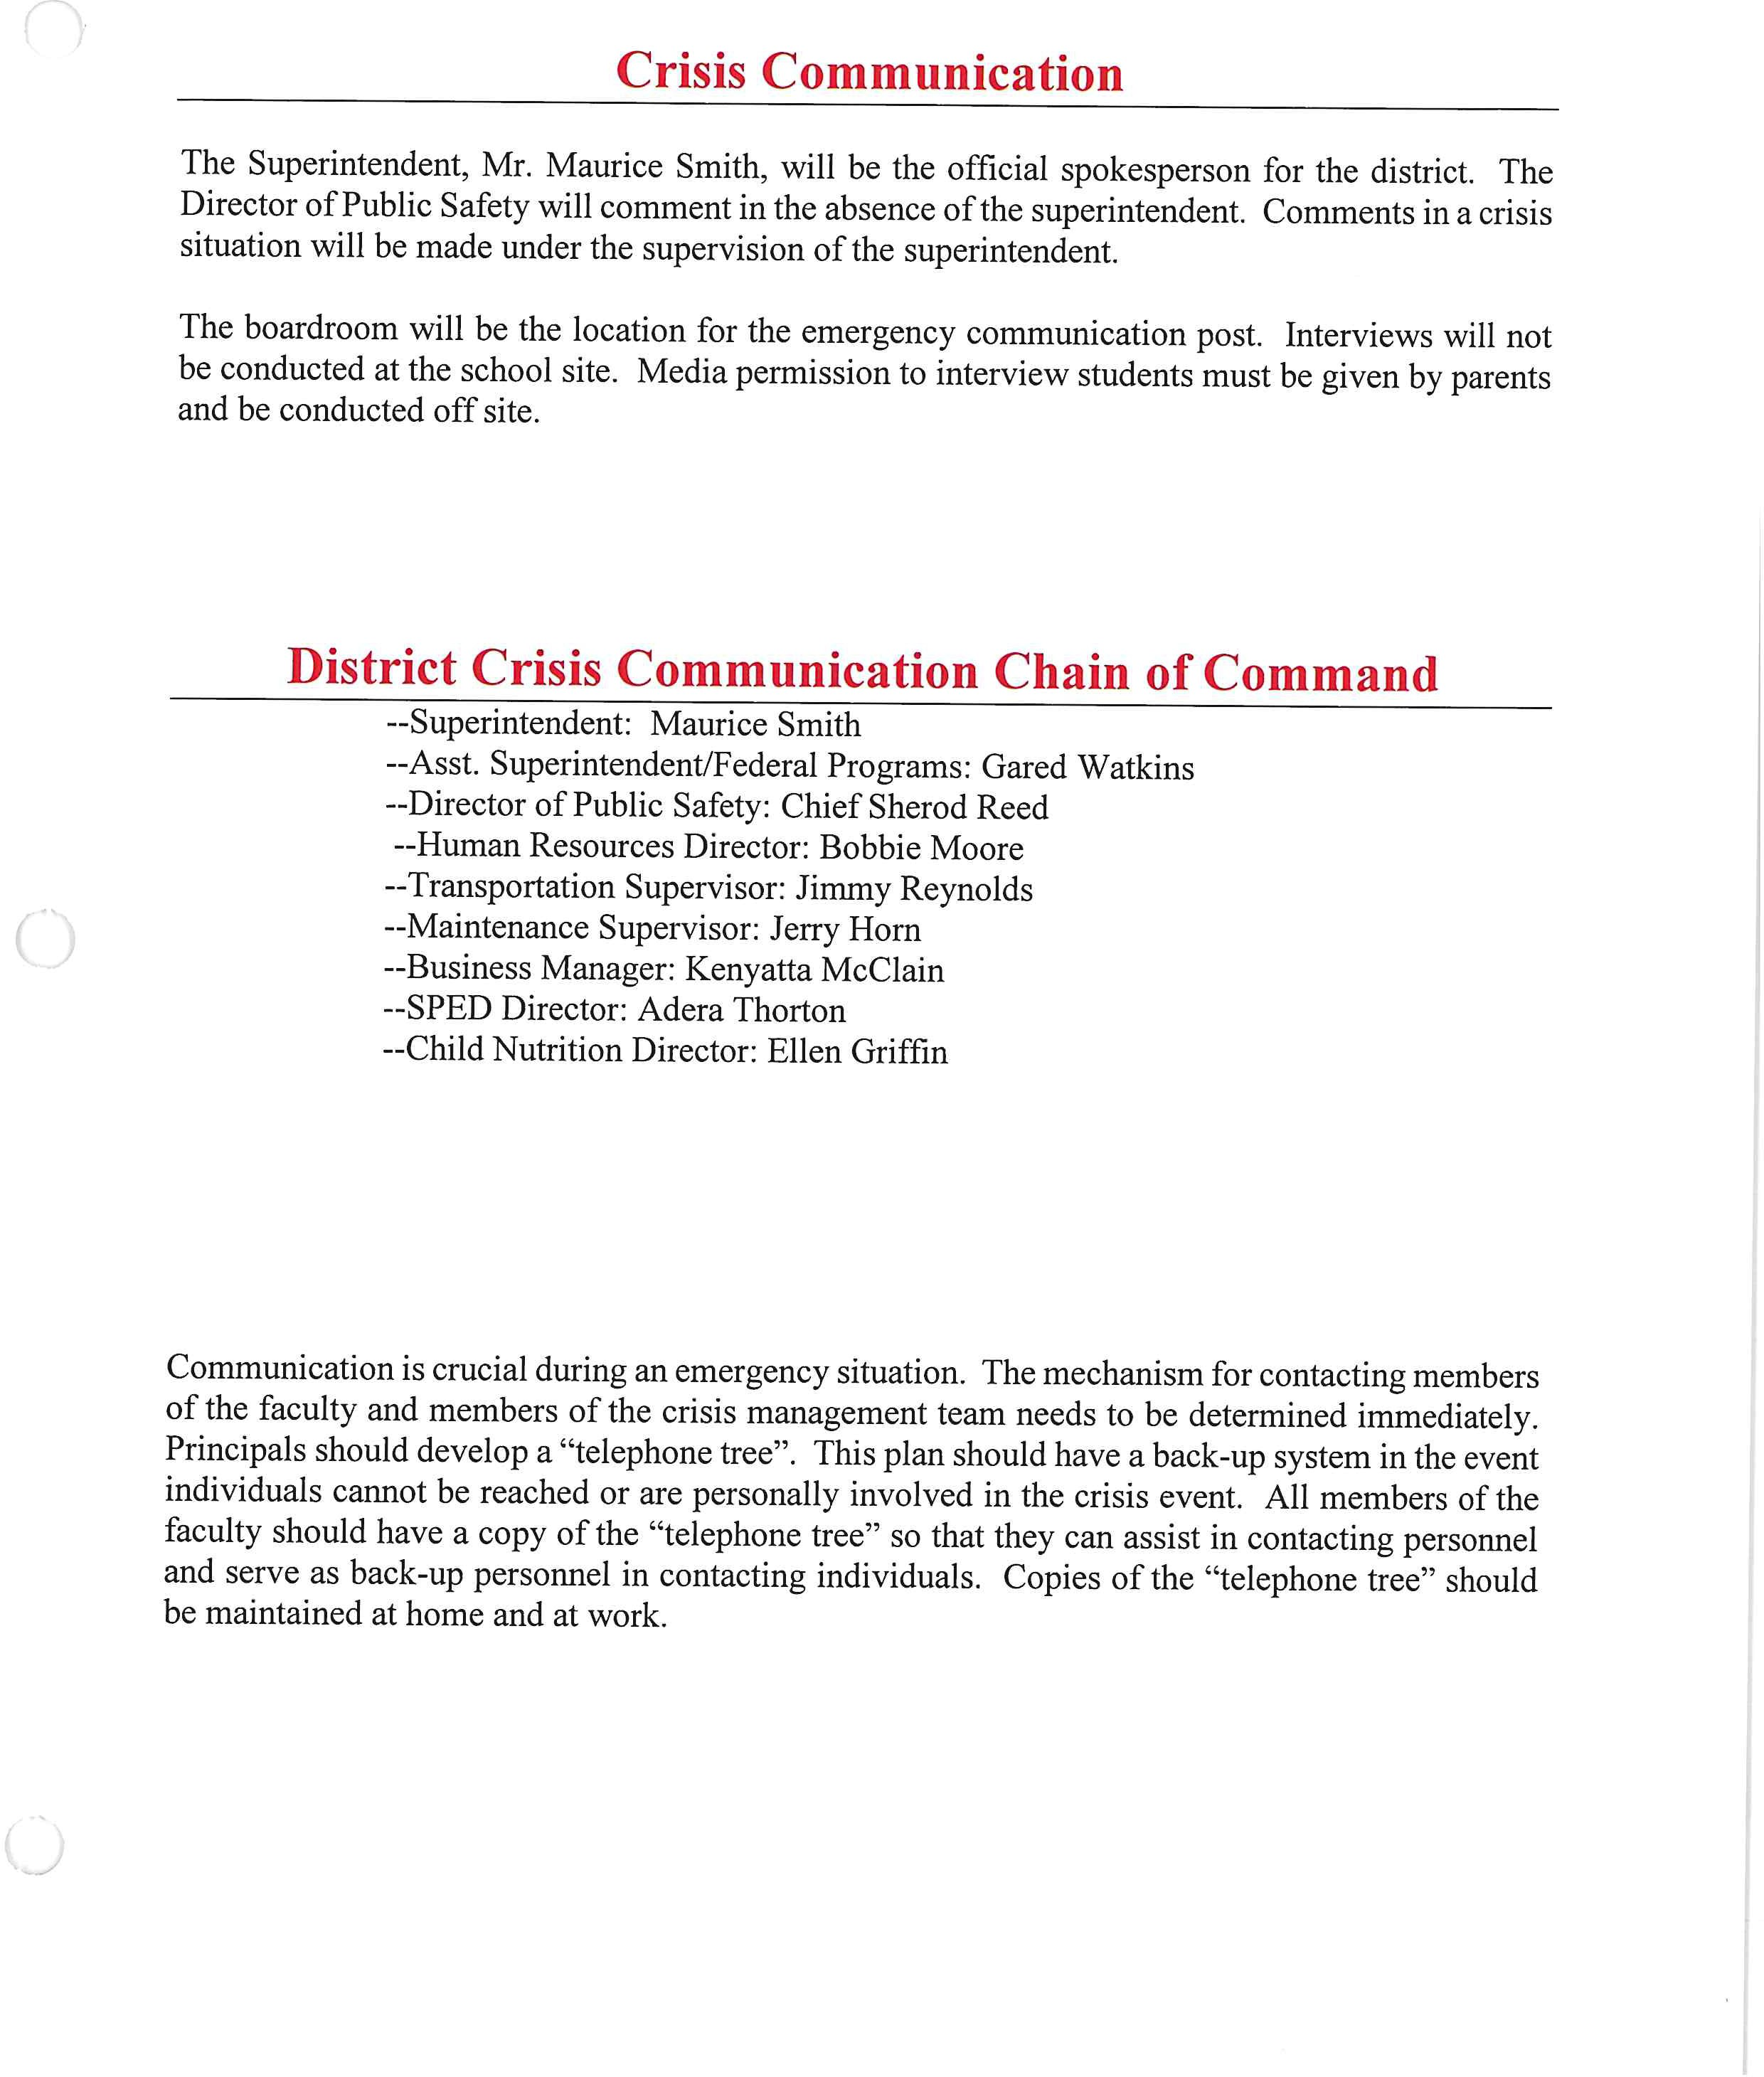 Crisis Communication
The Superintendent, Mr. Maurice Smith, will be the official spokesperson for the district. The
Director of Public Safety will comment in the absence of the superintendent. Comments in a crisis
situation will be made under the supervision of the superintendent.
The boardroom will be the location for the emergency communication post. Interviews will not
be conducted at the school site. Media permission to interview students must be given by parents
and be conducted off site.
District Crisis Communication Chain of Command
--Superintendent: Maurice Smith
--Asst. Superintendent/Federal Programs: Gared Watkins
--Director of Public Safety: Chief Sherod Reed
--Human Resources Director: Bobbie Moore
--Transportation Supervisor: Jimmy Reynolds
--Maintenance Supervisor: Jerry Horn
--Business Manager: Kenyatta McClain
--SPED Director: Adera Thorton
--Child Nutrition Director: Ellen Griffin
Communication is crucial during an emergency situation. The mechanism for contacting members
of the faculty and members of the crisis management team needs to be determined immediately.
Principals should develop a “telephone tree”. This plan should have a back-up system in the event
individuals cannot be reached or are personally involved in the crisis event. All members of the
faculty should have a copy of the “telephone tree” so that they can assist in contacting personnel
and serve as back-up personnel in contacting individuals. Copies of the “telephone tree” should
be maintained at home and at work.